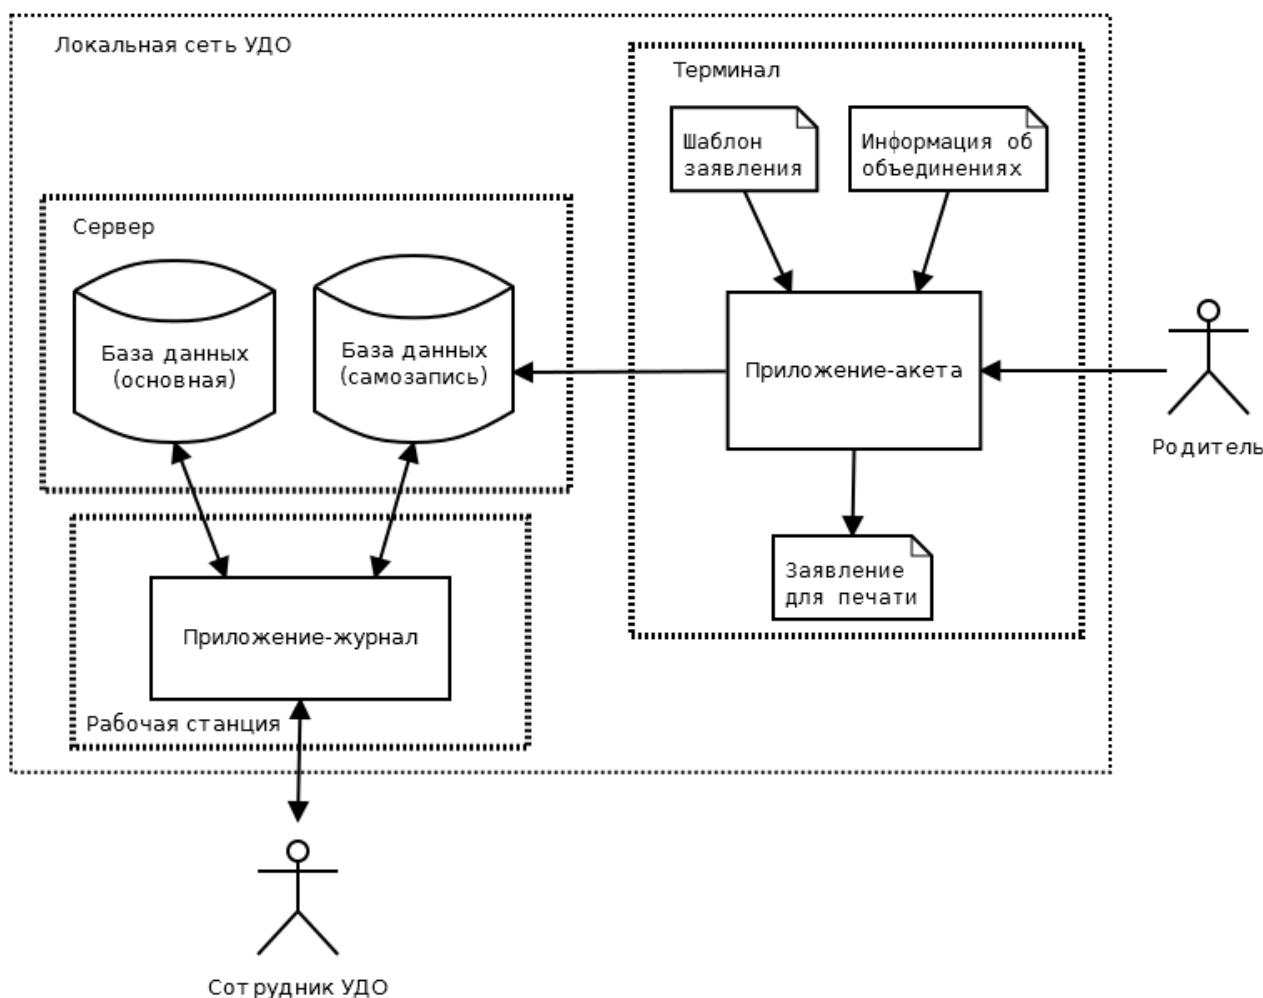 Локальная сеть УДО
Терминал
Шаблон
заявления
Информация об
объединениях
Сервер
База данных
(основная)
База данных
(самозапись)
Приложение-акета
Родитель
Заявление
для печати
Приложение-журнал
Рабочая станция
Сотрудник УДО